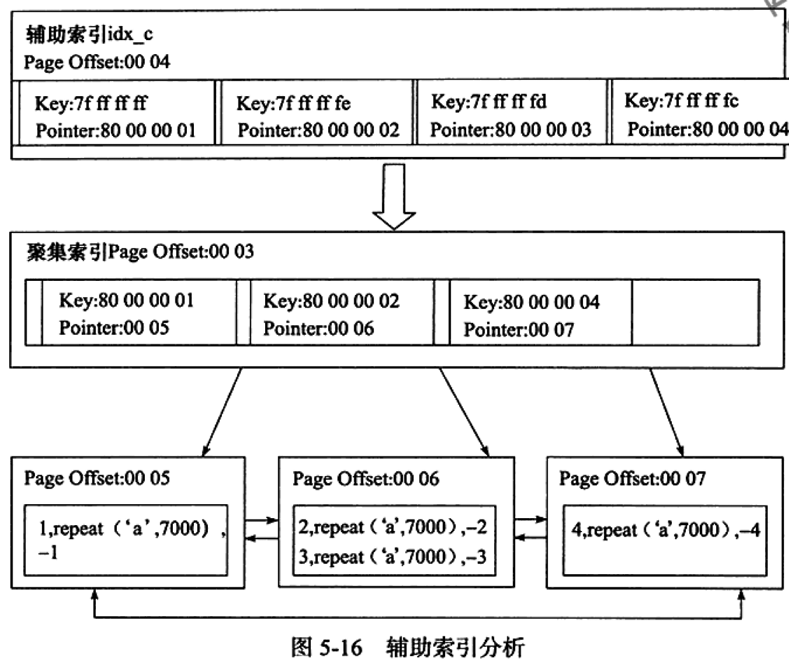 辅助索引idx_c
Page Offset:00 04
Key:7f ff ff ff
Pointer:80 00 00 01
Key:7f ff ff fe
Pointer:80 00 00 02
Key:7f ff ff fd
Pointer:80 00 00 03
Key:7f ff ff fc
Pointer:80 00 00 04
聚集索引Page Offset:00 03
Key:80 00 00 01
Pointer:00 05
Key:80 00 00 02
Pointer:00 06
Key:80 00 00 04
Pointer:00 07
Page Offset:00 05
1,repeat（‘a’,7000）,
-1
Page Offset:00 06
2,repeat（‘a’,7000）,-2
3,repeat（‘a’,7000）,-3
Page Offset:00 07
4,repeat（‘a’,7000）,-4
图 5-16 辅助索引分析